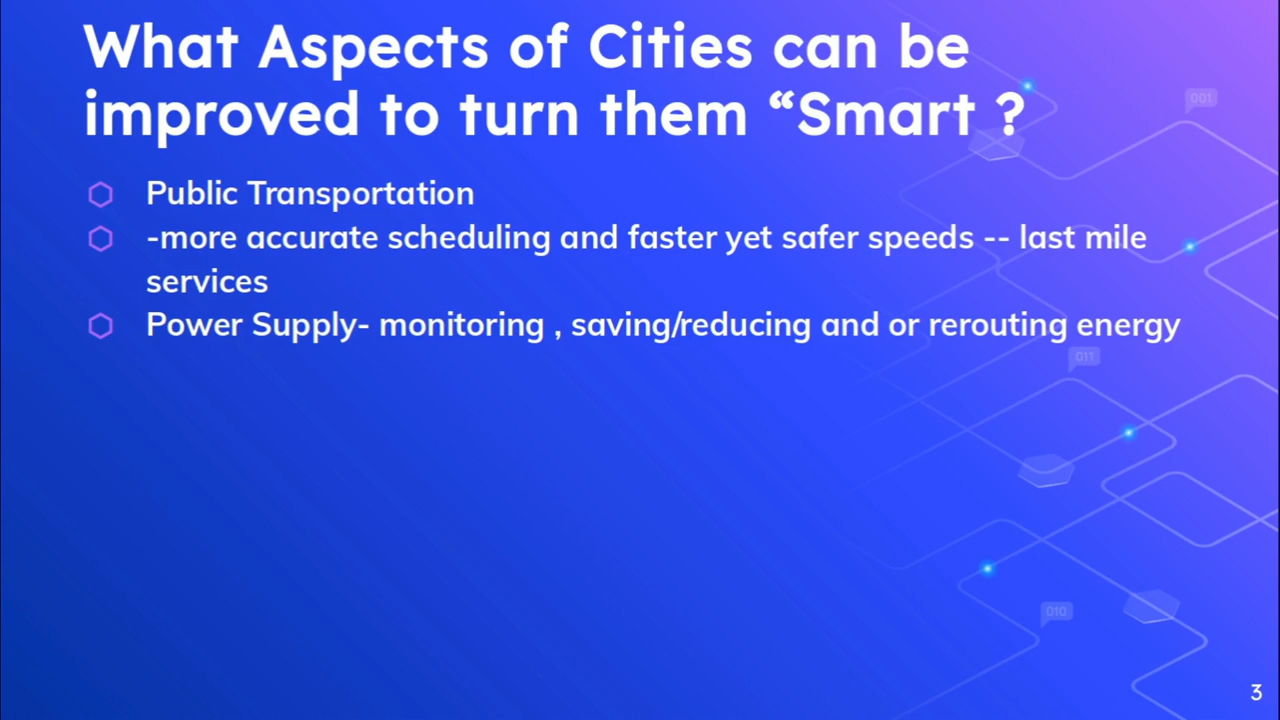 What Aspects of Cities can be
improved to turn them “Smart ?
Public Transportation
-more accurate scheduling and faster yet safer speeds -- last mile
services
Power Supply- monitoring , saving/reducing and or rerouting energy
001
011
010
3